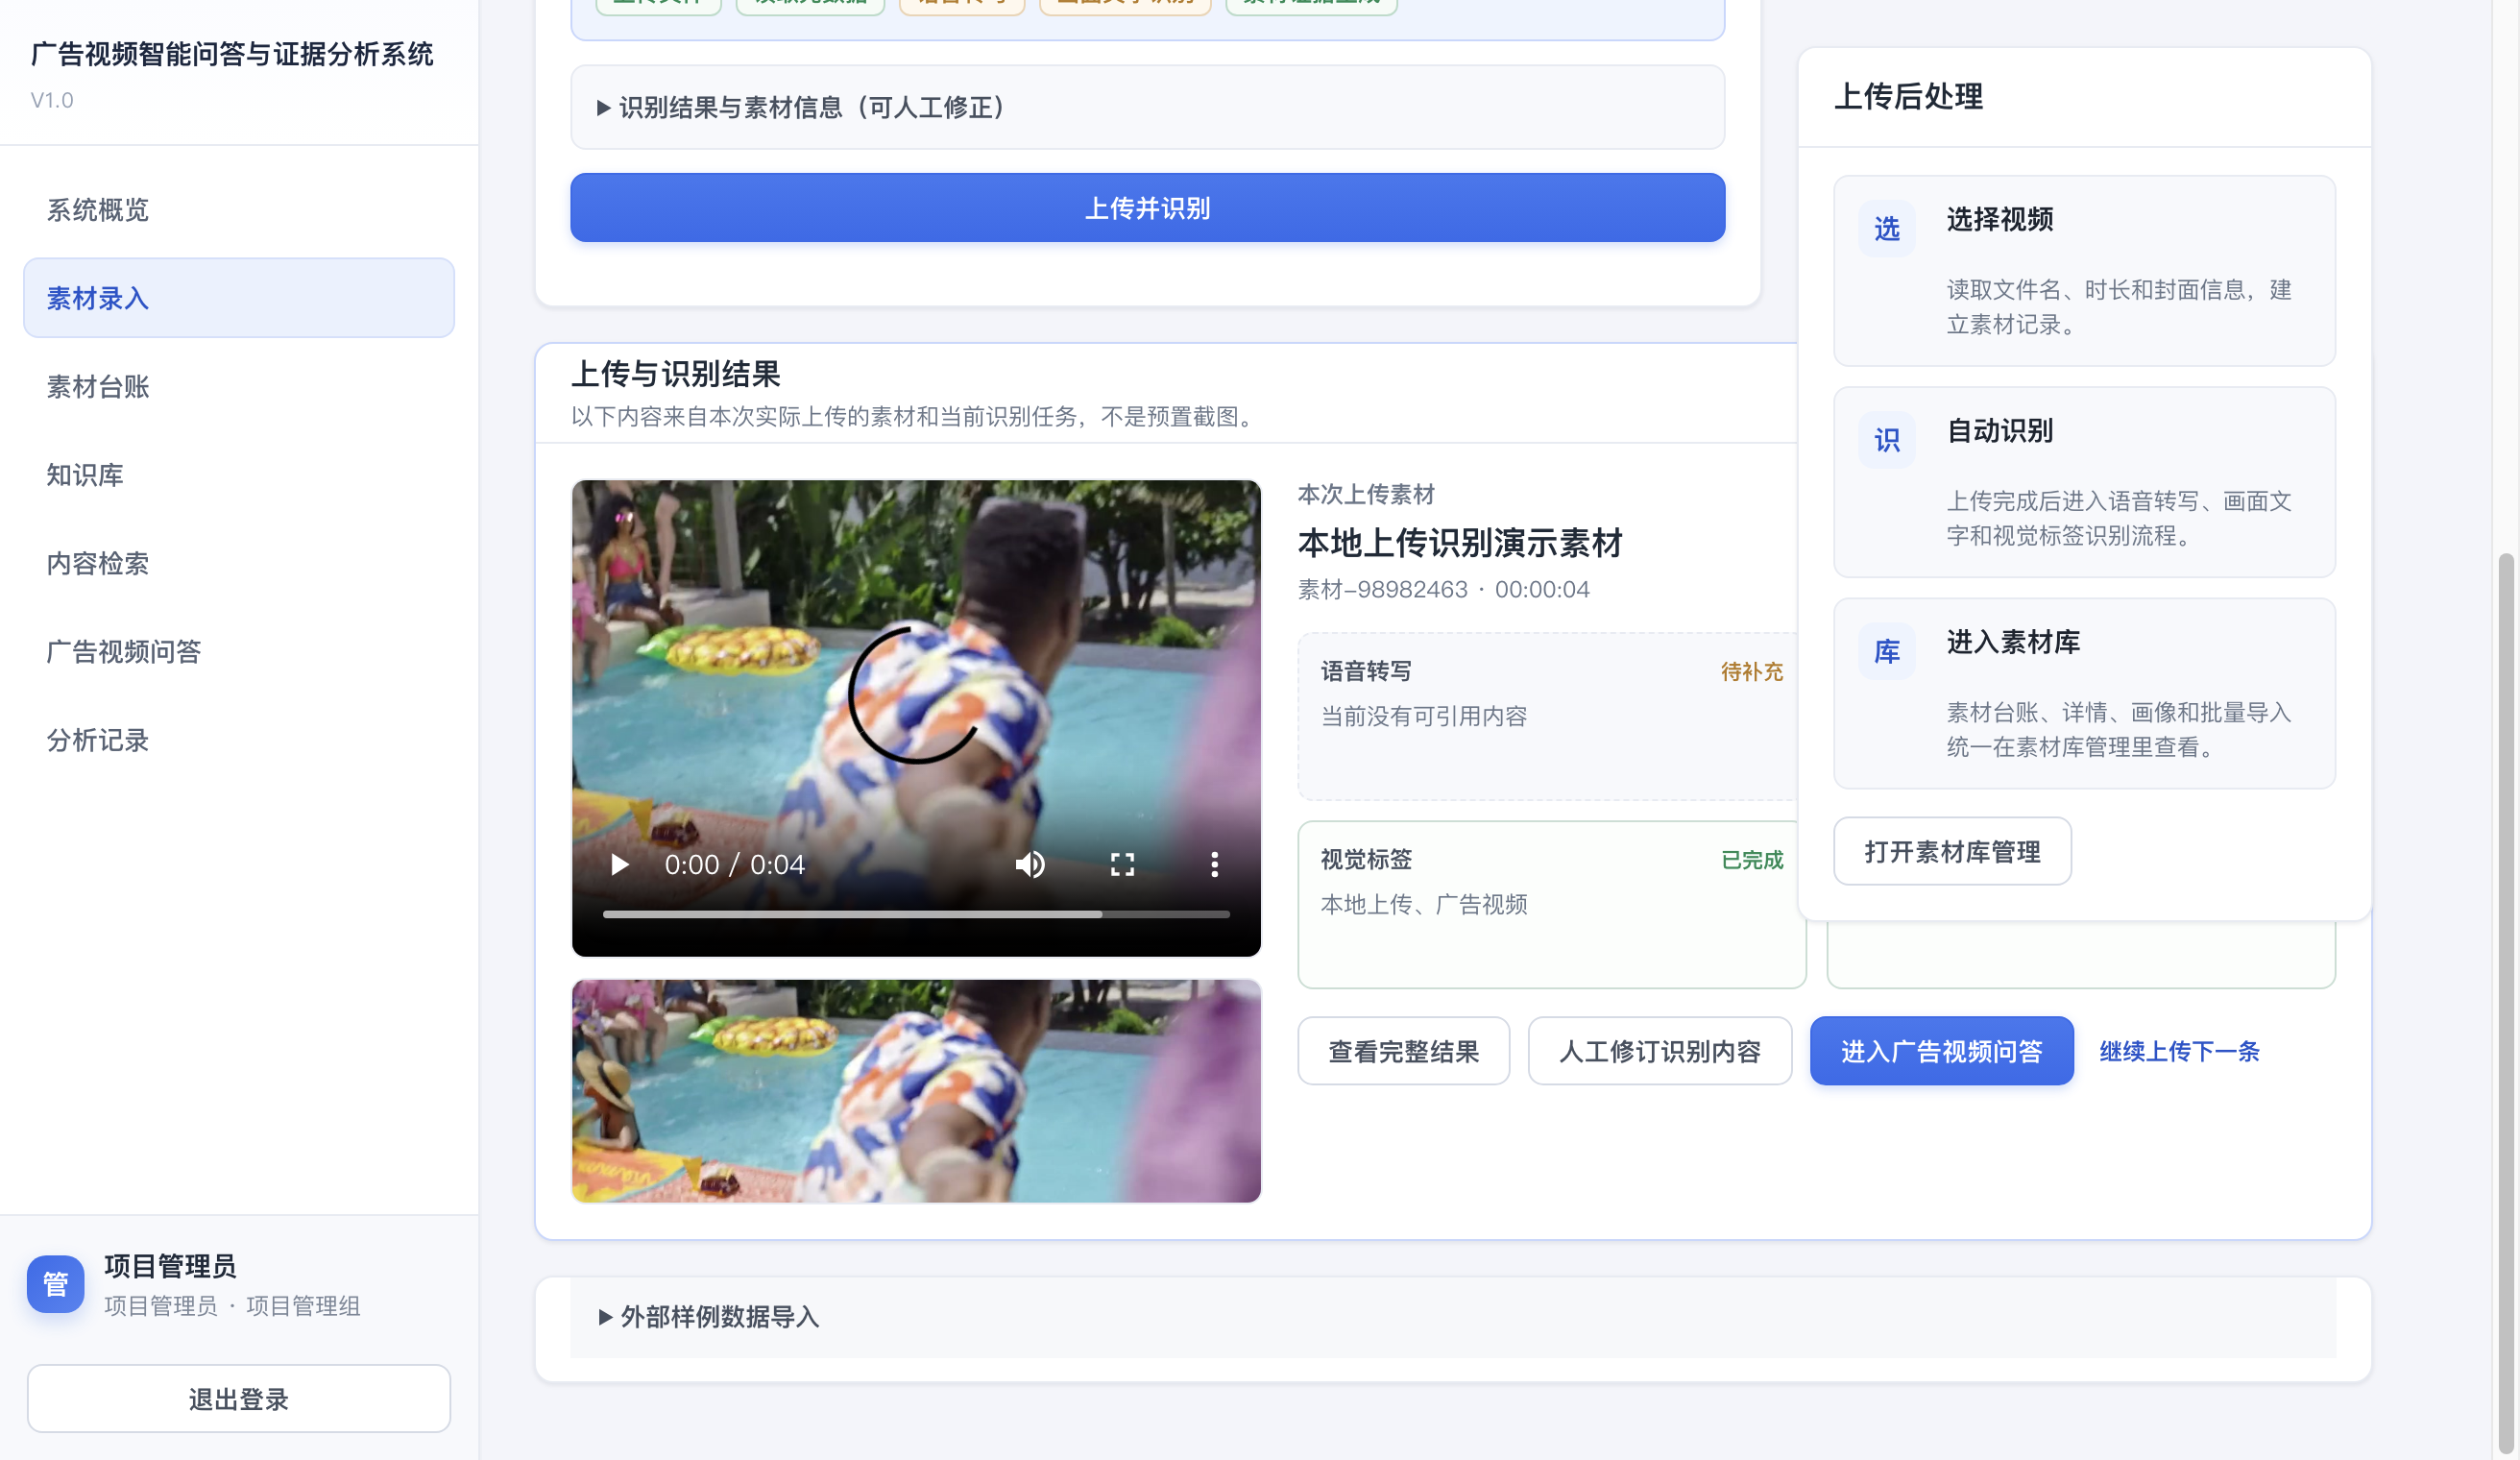 广告视频智能问答与证据分析系统
V1.0
系统概览
素材录入
素材台账
知识库
内容检索
广告视频问答
分析记录
管
项目管理员
项目管理员 · 项目管理组
退出登录
▶ 识别结果与素材信息（可人工修正）
上传并识别
上传与识别结果
以下内容来自本次实际上传的素材和当前识别任务，不是预置截图。
0:00 / 0:04
本次上传素材
本地上传识别演示素材
素材-98982463 · 00:00:04
语音转写
待补充
当前没有可引用内容
视觉标签
已完成
本地上传、广告视频
查看完整结果
人工修订识别内容
进入广告视频问答
继续上传下一条
▶ 外部样例数据导入
上传后处理
选
选择视频
读取文件名、时长和封面信息，建
立素材记录。
识
自动识别
上传完成后进入语音转写、画面文
字和视觉标签识别流程。
库
进入素材库
素材台账、详情、画像和批量导入
统一在素材库管理里查看。
打开素材库管理